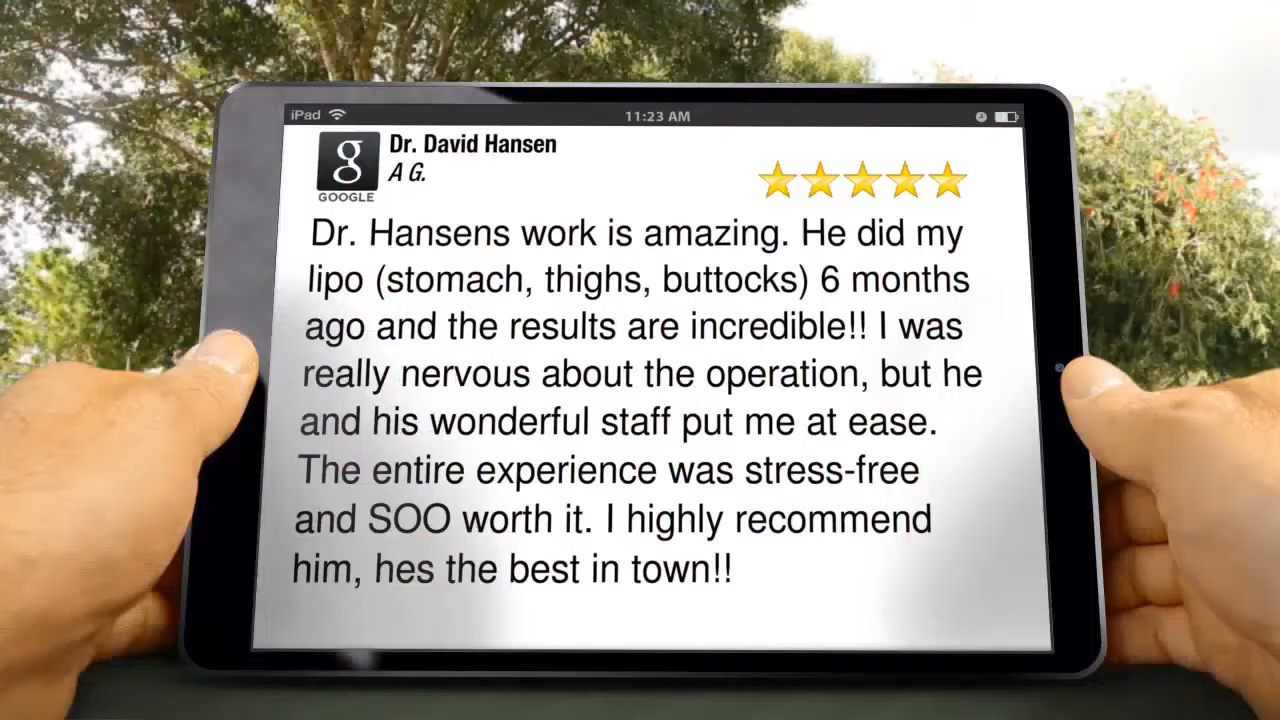 iPad 11:23 AM
g Dr. David Hansen
A G.
GOOGLE
Dr. Hansens work is amazing. He did my
lipo (stomach, thighs, buttocks) 6 months
ago and the results are incredible!! I was
really nervous about the operation, but he
and his wonderful staff put me at ease.
The entire experience was stress-free
and SOO worth it. I highly recommend
him, hes the best in town!!